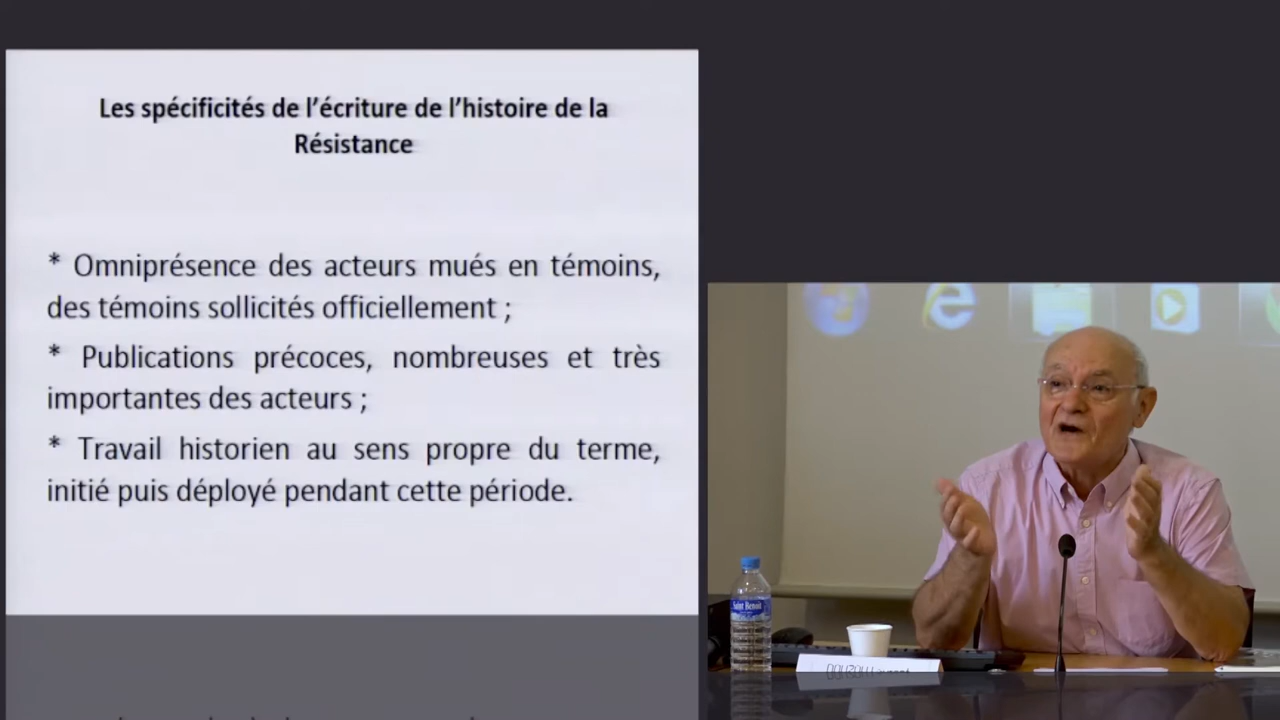 Les spécificités de l'écriture de l'histoire de la
Résistance
* Omniprésence des acteurs mués en témoins,
des témoins sollicités officiellement ;
* Publications précoces, nombreuses et très
importantes des acteurs ;
* Travail historien au sens propre du terme,
initié puis déployé pendant cette période.
Saint Benoit